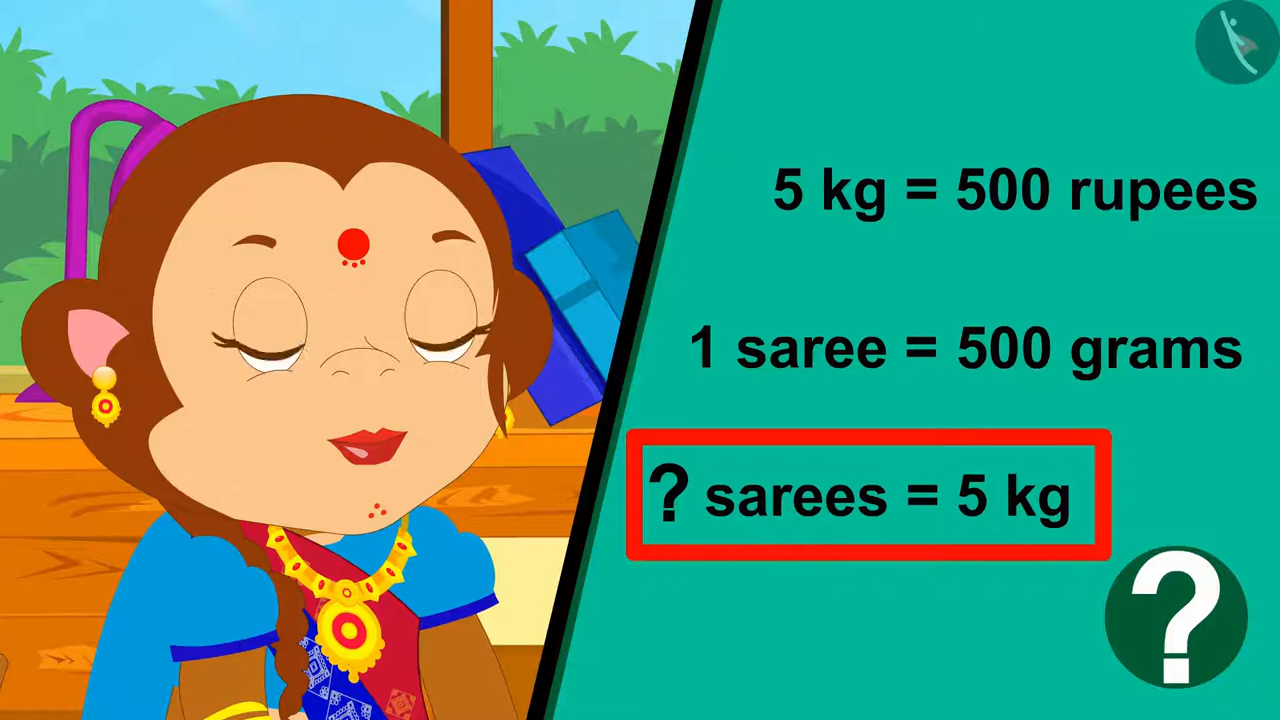 5 kg = 500 rupees
1 saree = 500 grams
? sarees = 5 kg
?